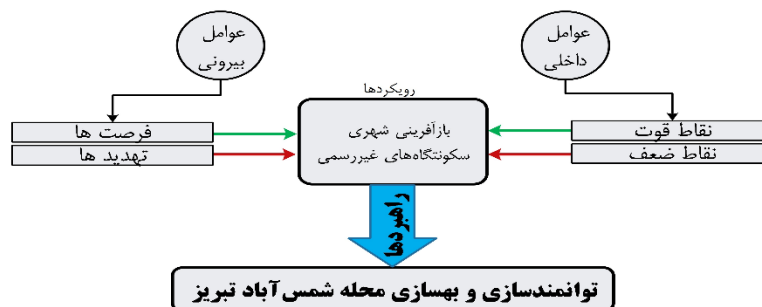 عوامل
داخلی
عوامل
بیرونی
رویکردها
نقاط قوت
نقاط ضعف
بازآفرینی شهری
سکونتگاه‌های غیررسمی
فرصت ها
تهدید ها
راهبردها
توانمندسازی و بهسازی محله شمس‌آباد تبریز